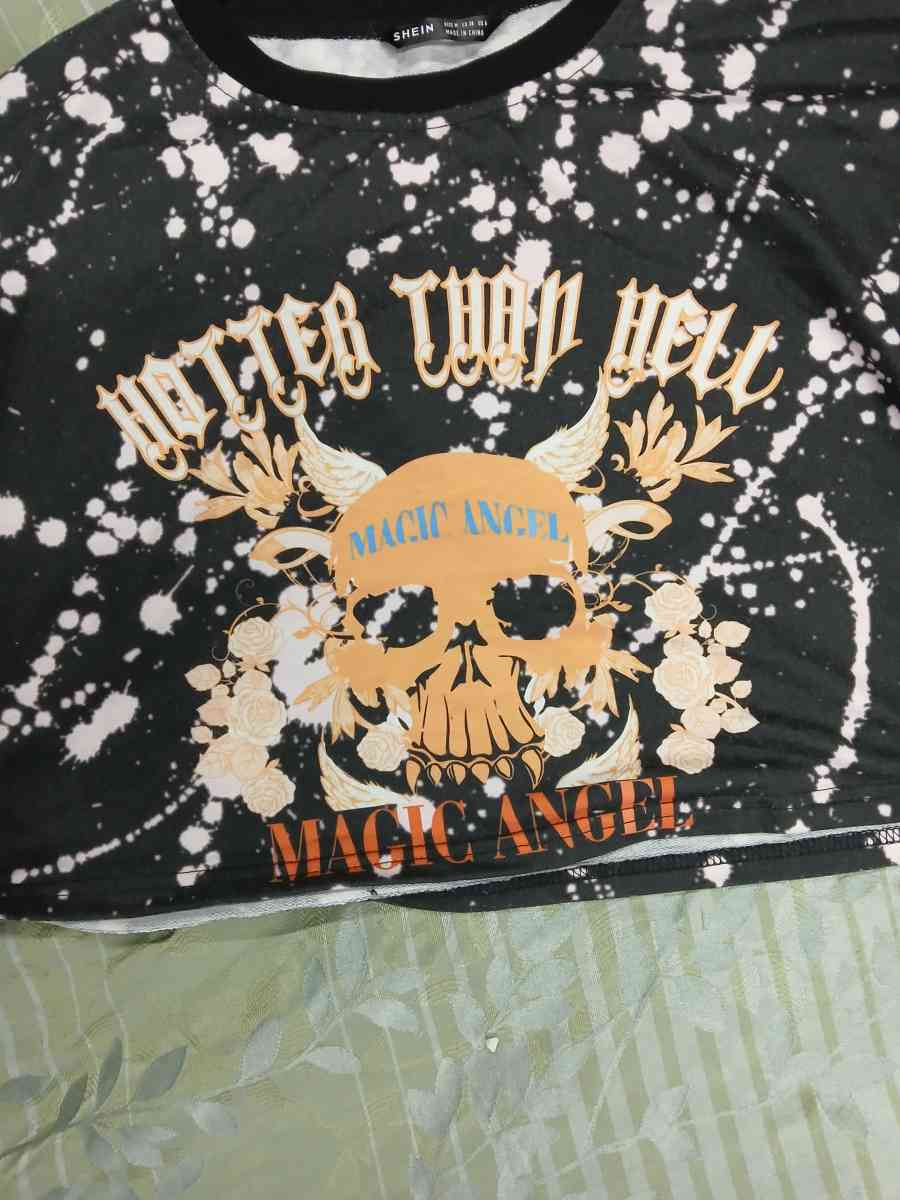 SHEIN
MADE IN CHINA
HOTTER THAN HELL
MAGIC ANGEL
MAGIC ANGEL